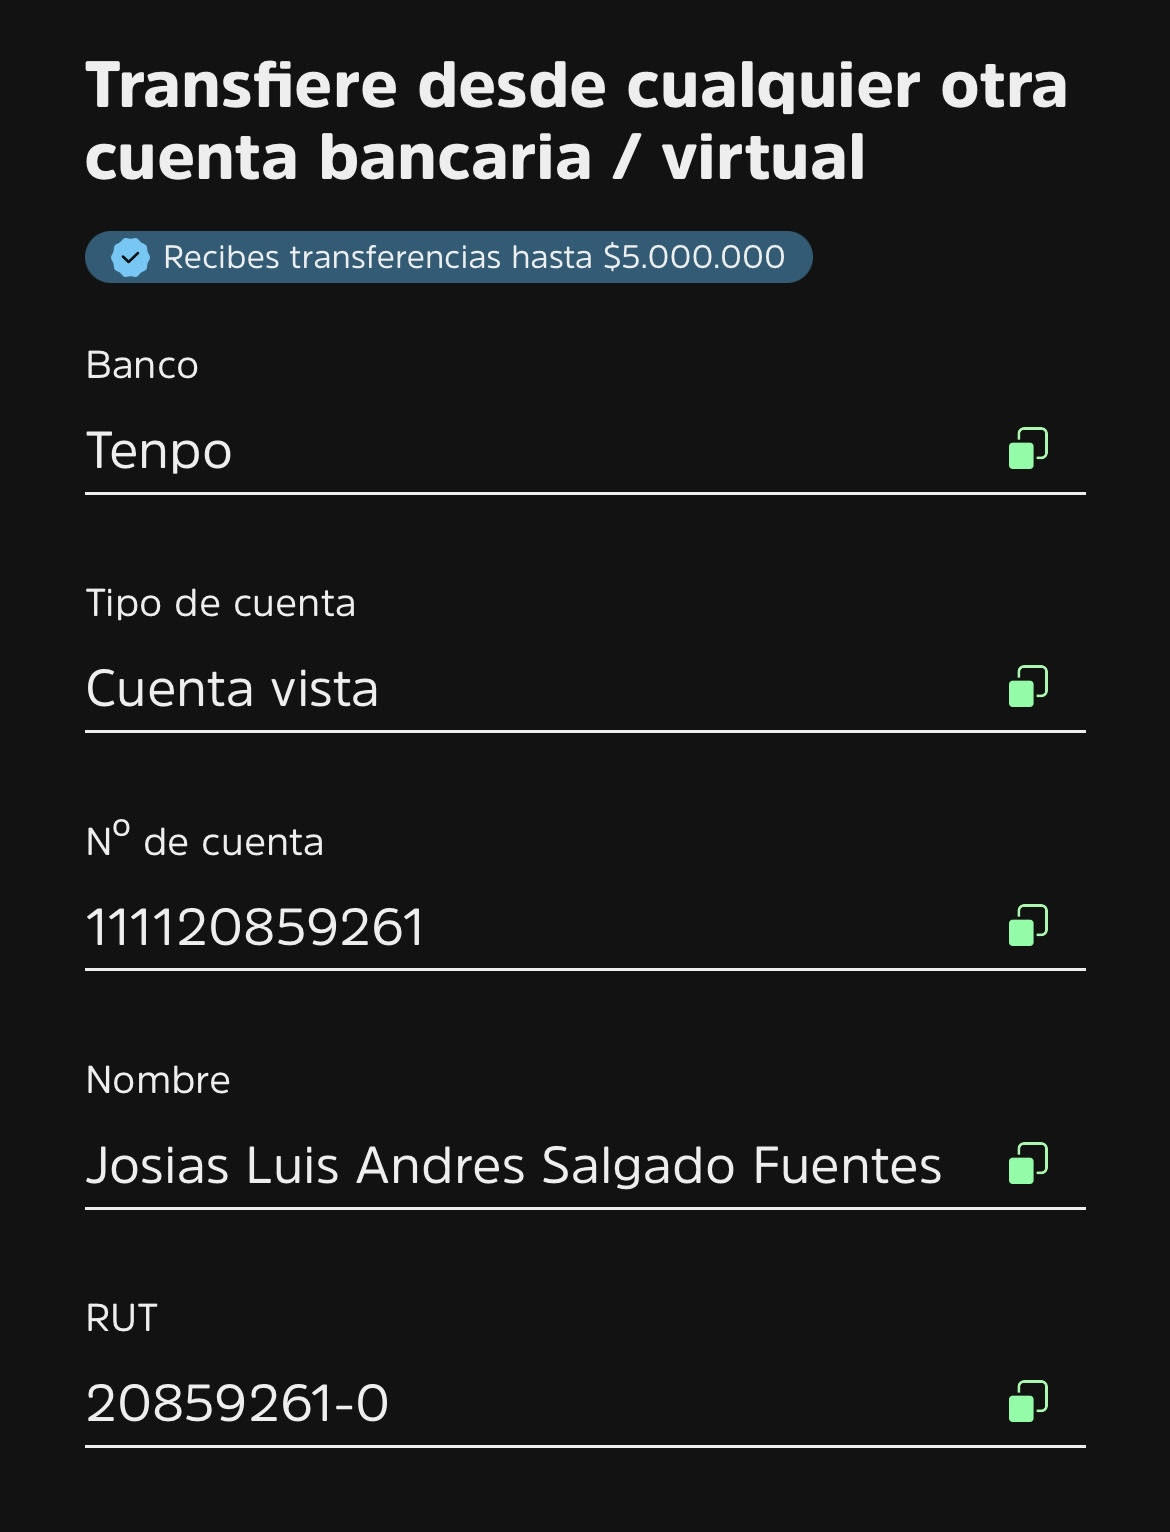 Transfiere desde cualquier otra
cuenta bancaria / virtual
Recibes transferencias hasta $5.000.000
Banco
Tenpo
Tipo de cuenta
Cuenta vista
Nº de cuenta
111120859261
Nombre
Josias Luis Andres Salgado Fuentes
RUT
20859261-0